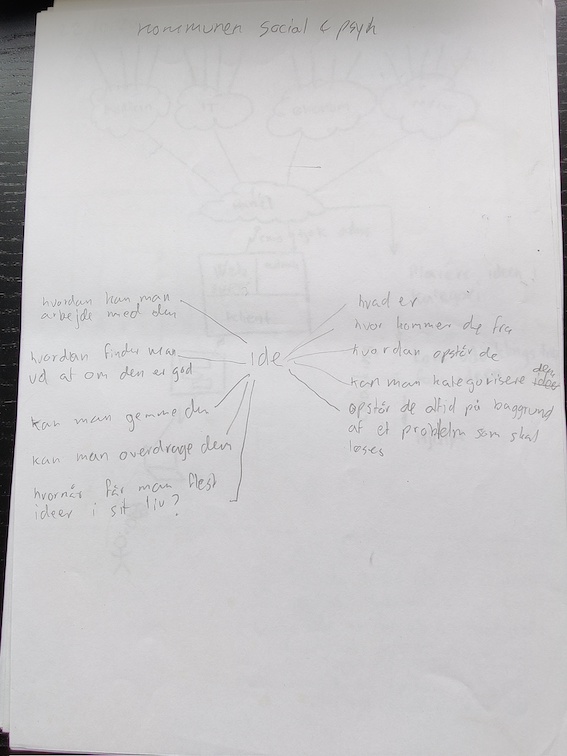 kommunen social & psyk
hvordan kan man
arbejde med den
hvordan finder man
ud at om den er god
kan man gemme den
kan man overdrage den
hvornår får man flest
ideer i sit liv?
ide
hvad er
hvor kommer de fra
hvordan opstår de
kan man kategorisere
opstår de altid på baggrund
af et problem som skal
løses